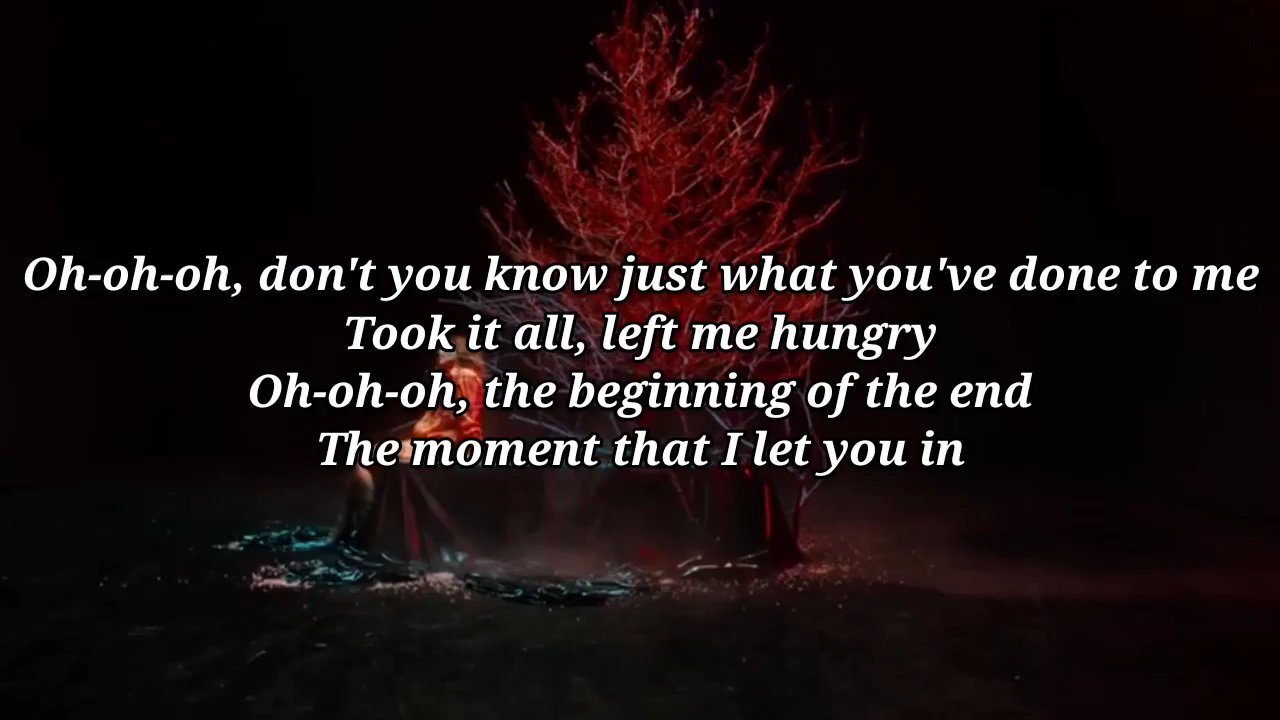 Oh-oh-oh, don't you know just what you've done to me
Took it all, left me hungry
Oh-oh-oh, the beginning of the end
The moment that I let you in